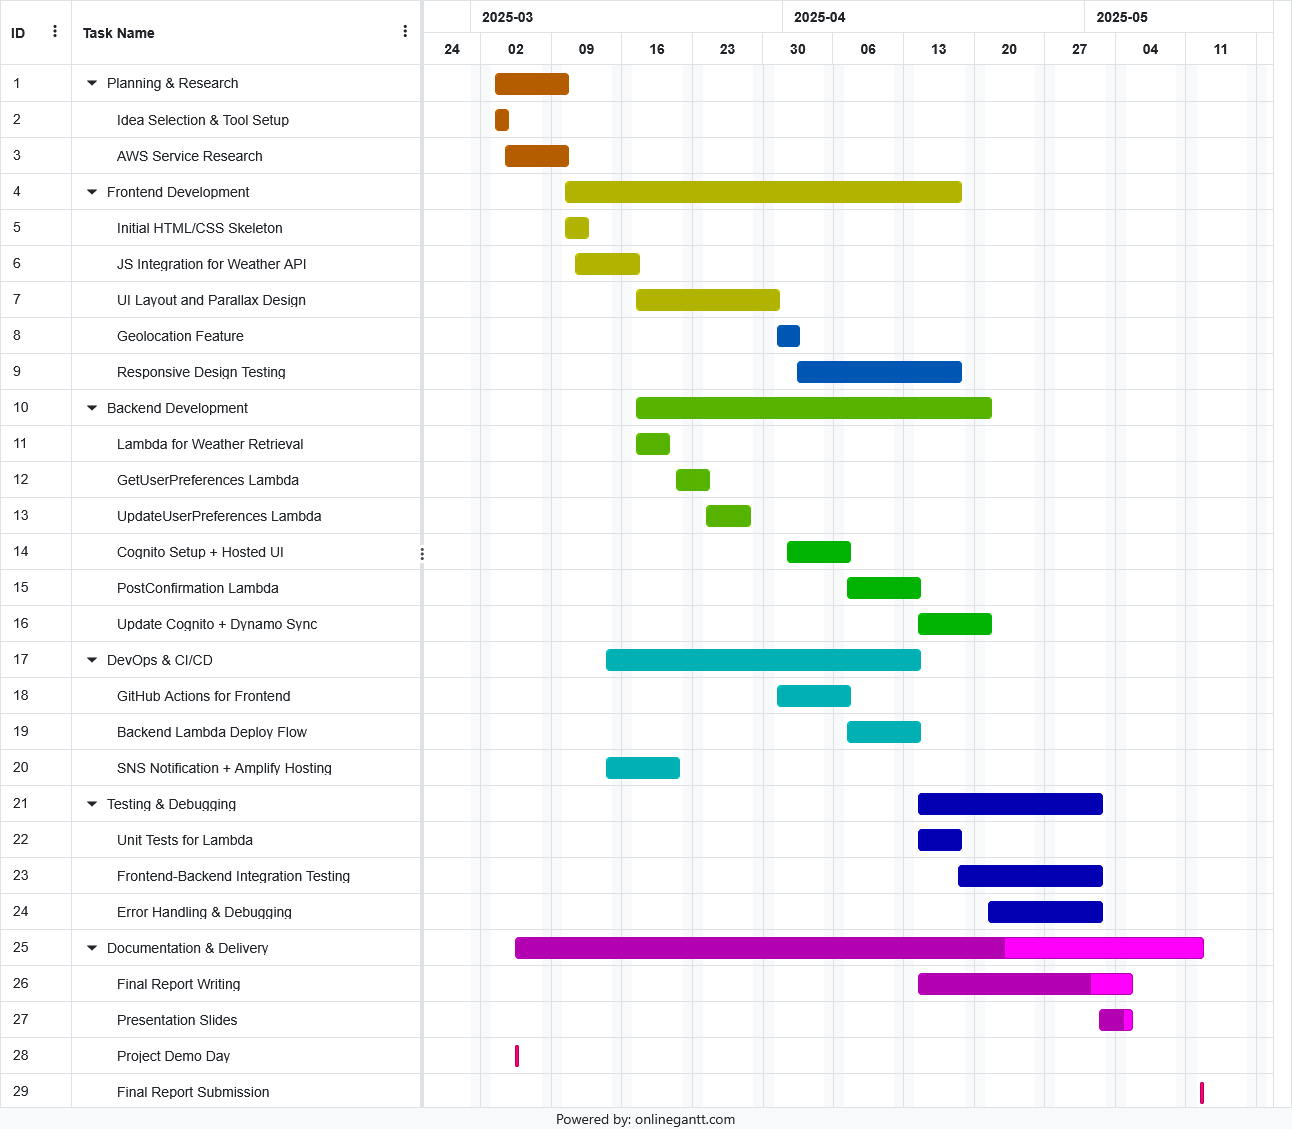 ID Task Name 2025-03 2025-04 2025-05
24 02 09 16 23 30 06 13 20 27 04 11
1 Planning & Research
2 Idea Selection & Tool Setup
3 AWS Service Research
4 Frontend Development
5 Initial HTML/CSS Skeleton
6 JS Integration for Weather API
7 UI Layout and Parallax Design
8 Geolocation Feature
9 Responsive Design Testing
10 Backend Development
11 Lambda for Weather Retrieval
12 GetUserPreferences Lambda
13 UpdateUserPreferences Lambda
14 Cognito Setup + Hosted UI
15 PostConfirmation Lambda
16 Update Cognito + Dynamo Sync
17 DevOps & CI/CD
18 GitHub Actions for Frontend
19 Backend Lambda Deploy Flow
20 SNS Notification + Amplify Hosting
21 Testing & Debugging
22 Unit Tests for Lambda
23 Frontend-Backend Integration Testing
24 Error Handling & Debugging
25 Documentation & Delivery
26 Final Report Writing
27 Presentation Slides
28 Project Demo Day
29 Final Report Submission
Powered by: onlinegantt.com